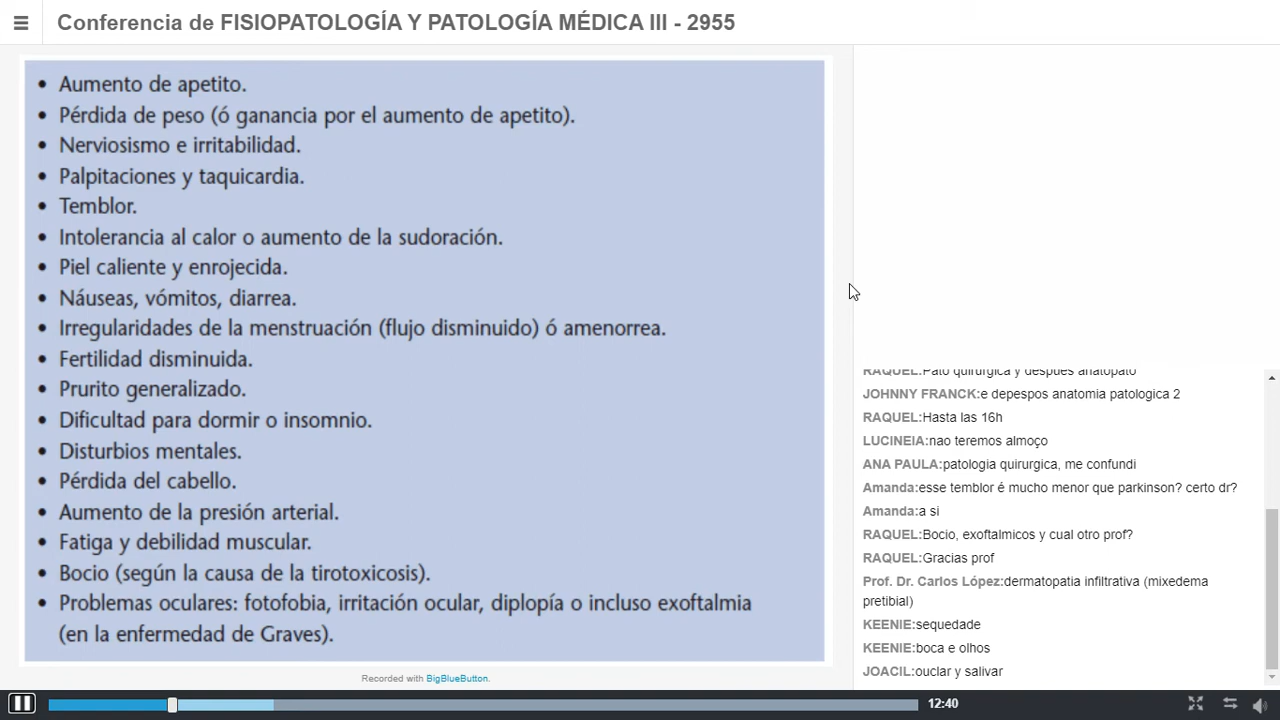 Conferencia de FISIOPATOLOGÍA Y PATOLOGÍA MÉDICA III - 2955
• Aumento de apetito.
• Pérdida de peso (ó ganancia por el aumento de apetito).
• Nerviosismo e irritabilidad.
• Palpitaciones y taquicardia.
• Temblor.
• Intolerancia al calor o aumento de la sudoración.
• Piel caliente y enrojecida.
• Náuseas, vómitos, diarrea.
• Irregularidades de la menstruación (flujo disminuido) ó amenorrea.
• Fertilidad disminuida.
• Prurito generalizado.
• Dificultad para dormir o insomnio.
• Disturbios mentales.
• Pérdida del cabello.
• Aumento de la presión arterial.
• Fatiga y debilidad muscular.
• Bocio (según la causa de la tirotoxicosis).
• Problemas oculares: fotofobia, irritación ocular, diplopía o incluso exoftalmia
(en la enfermedad de Graves).
Recorded with BigBlueButton.
RAQUEL:Pato quirurgica y despues anatopato
JOHNNY FRANCK:e depespos anatomia patologica 2
RAQUEL:Hasta las 16h
LUCINEIA:nao teremos almoço
ANA PAULA:patologia quirurgica, me confundi
Amanda:esse temblor é mucho menor que parkinson? certo dr?
Amanda:a si
RAQUEL:Bocio, exoftalmicos y cual otro prof?
RAQUEL:Gracias prof
Prof. Dr. Carlos López:dermatopatia infiltrativa (mixedema
pretibial)
KEENIE:sequedade
KEENIE:boca e olhos
JOACIL:ouclar y salivar
12:40